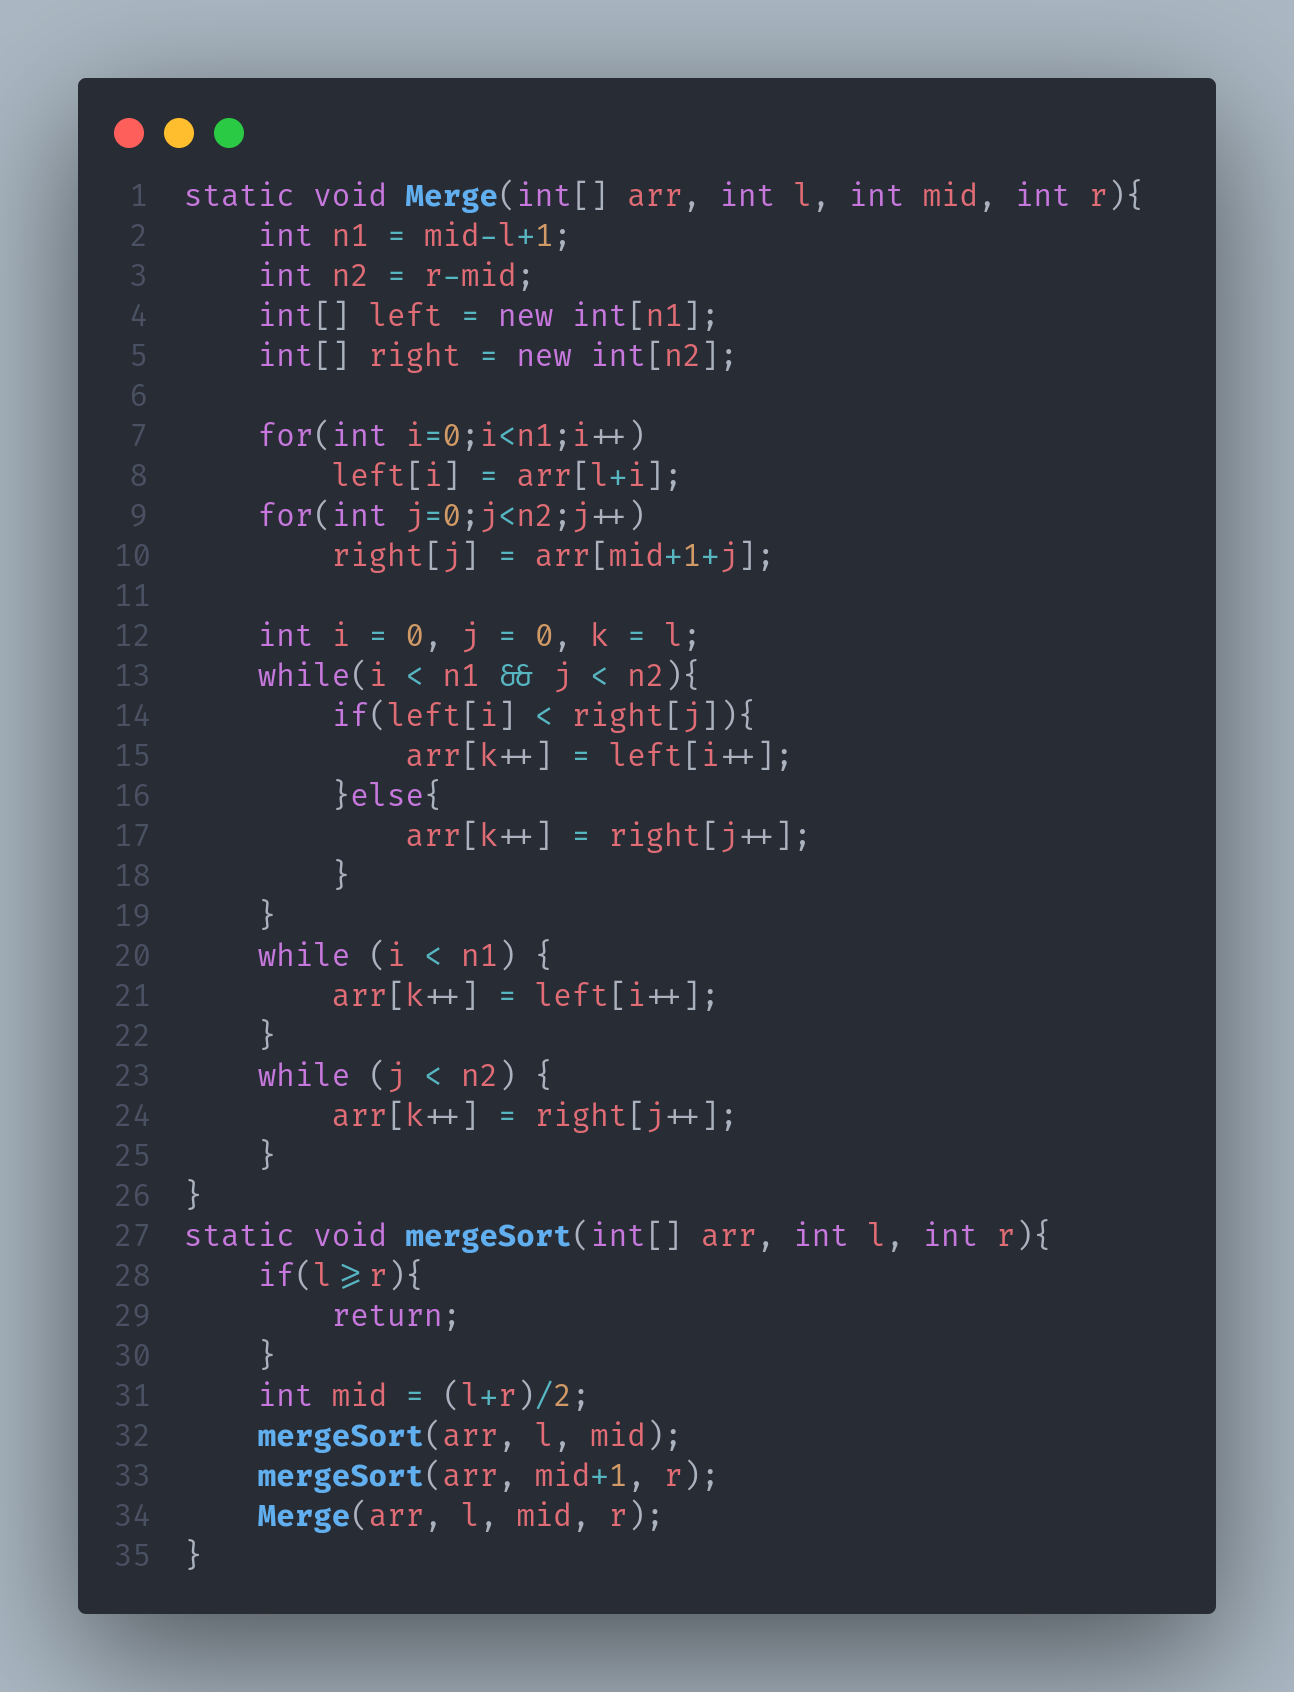 1 static void Merge(int[] arr, int l, int mid, int r){
2     int n1 = mid-l+1;
3     int n2 = r-mid;
4     int[] left = new int[n1];
5     int[] right = new int[n2];
6
7     for(int i=0;i<n1;i++)
8         left[i] = arr[l+i];
9     for(int j=0;j<n2;j++)
10         right[j] = arr[mid+1+j];
11
12     int i = 0, j = 0, k = l;
13     while(i < n1 && j < n2){
14         if(left[i] < right[j]){
15             arr[k++] = left[i++];
16         }else{
17             arr[k++] = right[j++];
18         }
19     }
20     while (i < n1) {
21         arr[k++] = left[i++];
22     }
23     while (j < n2) {
24         arr[k++] = right[j++];
25     }
26 }
27 static void mergeSort(int[] arr, int l, int r){
28     if(l>=r){
29         return;
30     }
31     int mid = (l+r)/2;
32     mergeSort(arr, l, mid);
33     mergeSort(arr, mid+1, r);
34     Merge(arr, l, mid, r);
35 }